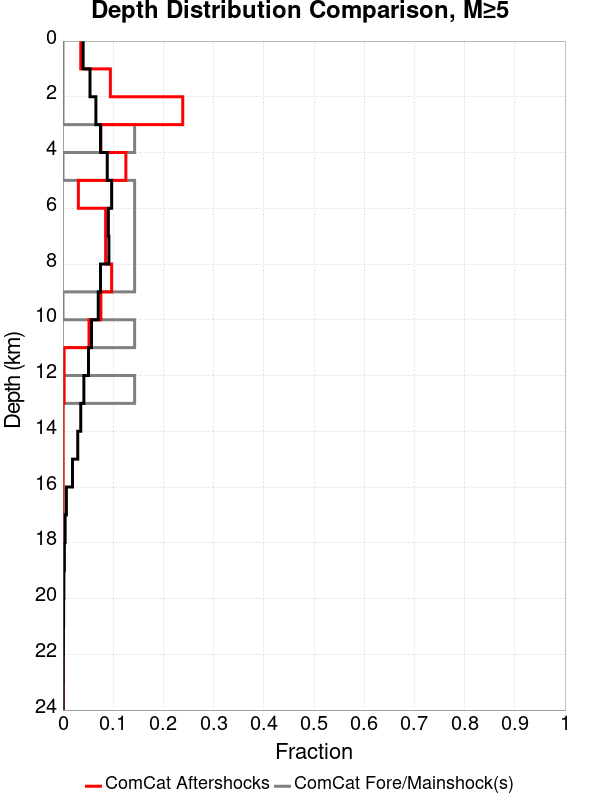 Depth Distribution Comparison, M≥5
0
2
4
6
8
10
12
14
16
18
20
22
24
Depth (km)
0 0.1 0.2 0.3 0.4 0.5 0.6 0.7 0.8 0.9 1
Fraction
ComCat Aftershocks ComCat Fore/Mainshock(s)